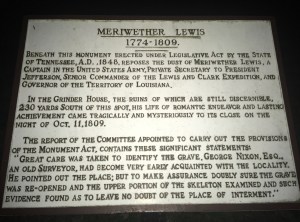 MERIWETHER LEWIS
1774-1809.
BENEATH THIS MONUMENT ERECTED UNDER LEGISLATIVE ACT BY THE STATE
OF TENNESSEE, A.D., 1848, REPOSES THE DUST OF MERIWETHER LEWIS, A
CAPTAIN IN THE UNITED STATES ARMY, PRIVATE SECRETARY TO PRESIDENT
JEFFERSON, SENIOR COMMANDER OF THE LEWIS AND CLARK EXPEDITION, AND
GOVERNOR OF THE TERRITORY OF LOUISIANA.
IN THE GRINDER HOUSE, THE RUINS OF WHICH ARE STILL DISCERNIBLE,
230 YARDS SOUTH OF THIS SPOT, HIS LIFE OF ROMANTIC ENDEAVOR AND LASTING
ACHIEVEMENT CAME TRAGICALLY AND MYSTERIOUSLY TO ITS CLOSE ON THE
NIGHT OF OCT. 11, 1809.
THE REPORT OF THE COMMITTEE APPOINTED TO CARRY OUT THE PROVISIONS
OF THE MONUMENT ACT, CONTAINS THESE SIGNIFICANT STATEMENTS:
"GREAT CARE WAS TAKEN TO IDENTIFY THE GRAVE. GEORGE NIXON, ESQ.,
AN OLD SURVEYOR, HAD BECOME VERY EARLY ACQUAINTED WITH THE LOCALITY.
HE POINTED OUT THE PLACE; BUT TO MAKE ASSURANCE DOUBLY SURE THE GRAVE
WAS RE-OPENED AND THE UPPER PORTION OF THE SKELETON EXAMINED AND SUCH
EVIDENCE FOUND AS TO LEAVE NO DOUBT OF THE PLACE OF INTERMENT."